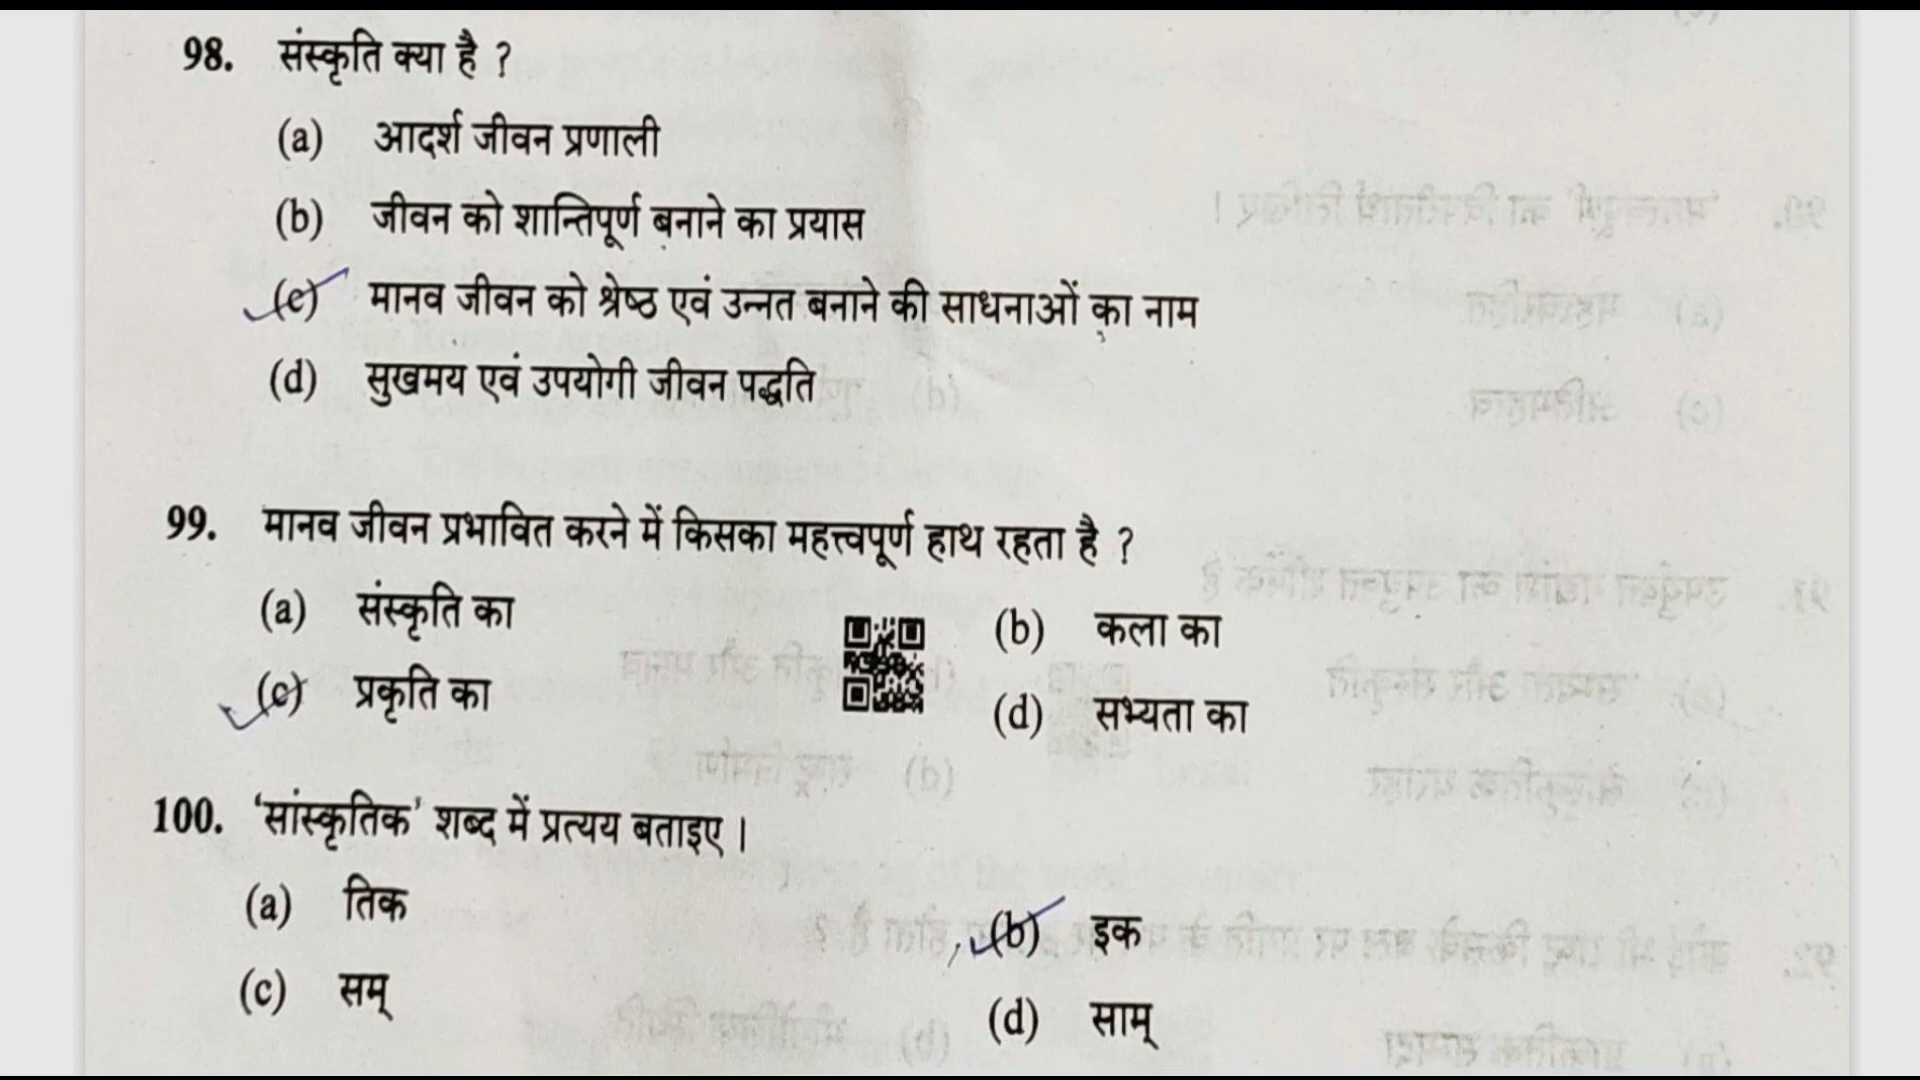 98. संस्कृति क्या है ?
(a) आदर्श जीवन प्रणाली
(b) जीवन को शान्तिपूर्ण बनाने का प्रयास
(c) मानव जीवन को श्रेष्ठ एवं उन्नत बनाने की साधनाओं का नाम
(d) सुखमय एवं उपयोगी जीवन पद्धति
99. मानव जीवन प्रभावित करने में किसका महत्त्वपूर्ण हाथ रहता है ?
(a) संस्कृति का
(b) कला का
(c) प्रकृति का
(d) सभ्यता का
100. ‘सांस्कृतिक’ शब्द में प्रत्यय बताइए ।
(a) तिक
(b) इक
(c) सम्
(d) साम्